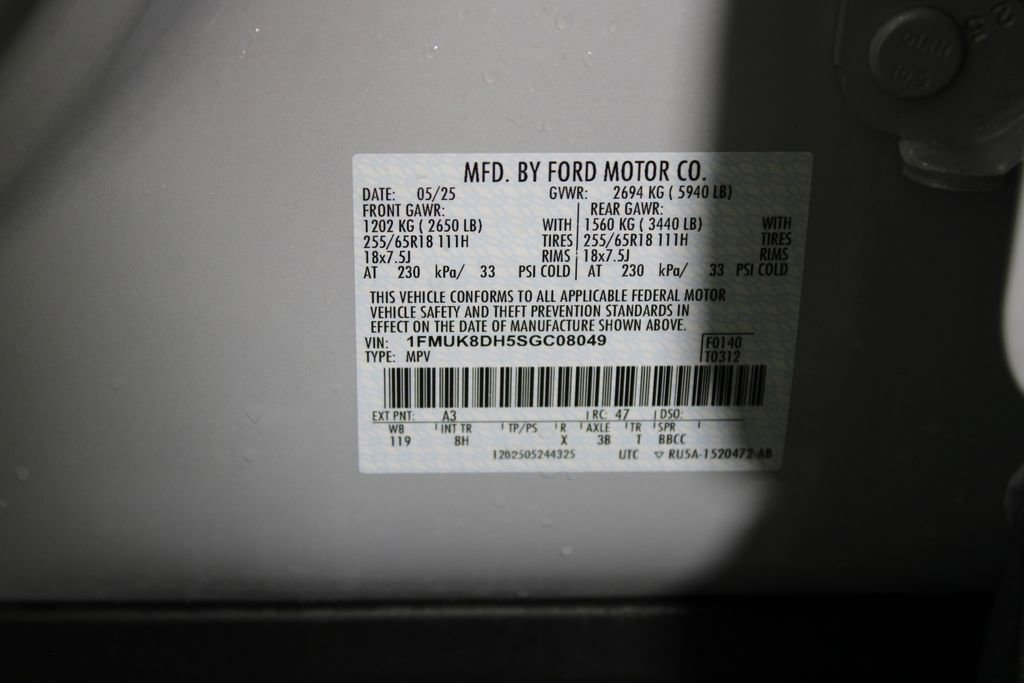 MFD. BY FORD MOTOR CO.
DATE: 05/25 GVWR: 2694 KG ( 5940 LB)
FRONT GAWR: REAR GAWR:
1202 KG ( 2650 LB) WITH 1560 KG ( 3440 LB) WITH
255/65R18 111H TIRES 255/65R18 111H TIRES
18x7.5J RIMS 18x7.5J RIMS
AT 230 kPa/ 33 PSI COLD AT 230 kPa/ 33 PSI COLD
THIS VEHICLE CONFORMS TO ALL APPLICABLE FEDERAL MOTOR
VEHICLE SAFETY AND THEFT PREVENTION STANDARDS IN
EFFECT ON THE DATE OF MANUFACTURE SHOWN ABOVE.
VIN: 1FMUK8DH5SGC08049 F0140
TYPE: MPV T0312
EXT PNT: A3 RC: 47 DSO:
WB INT TR TP/PS R AXLE TR SPR
119 8H X 3B T BBCC
1202505244325 UTC ▽ RU5A-1520472-AB